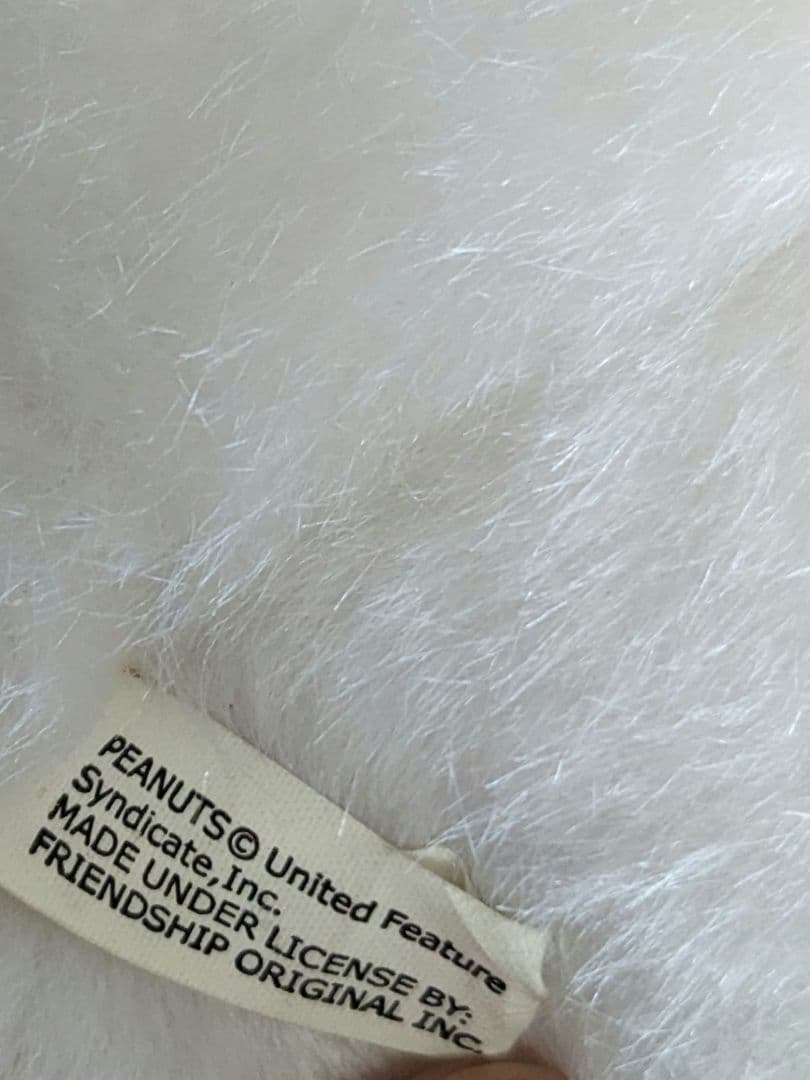 PEANUTS© United Feature
Syndicate, Inc.
MADE UNDER LICENSE BY:
FRIENDSHIP ORIGINAL INC.